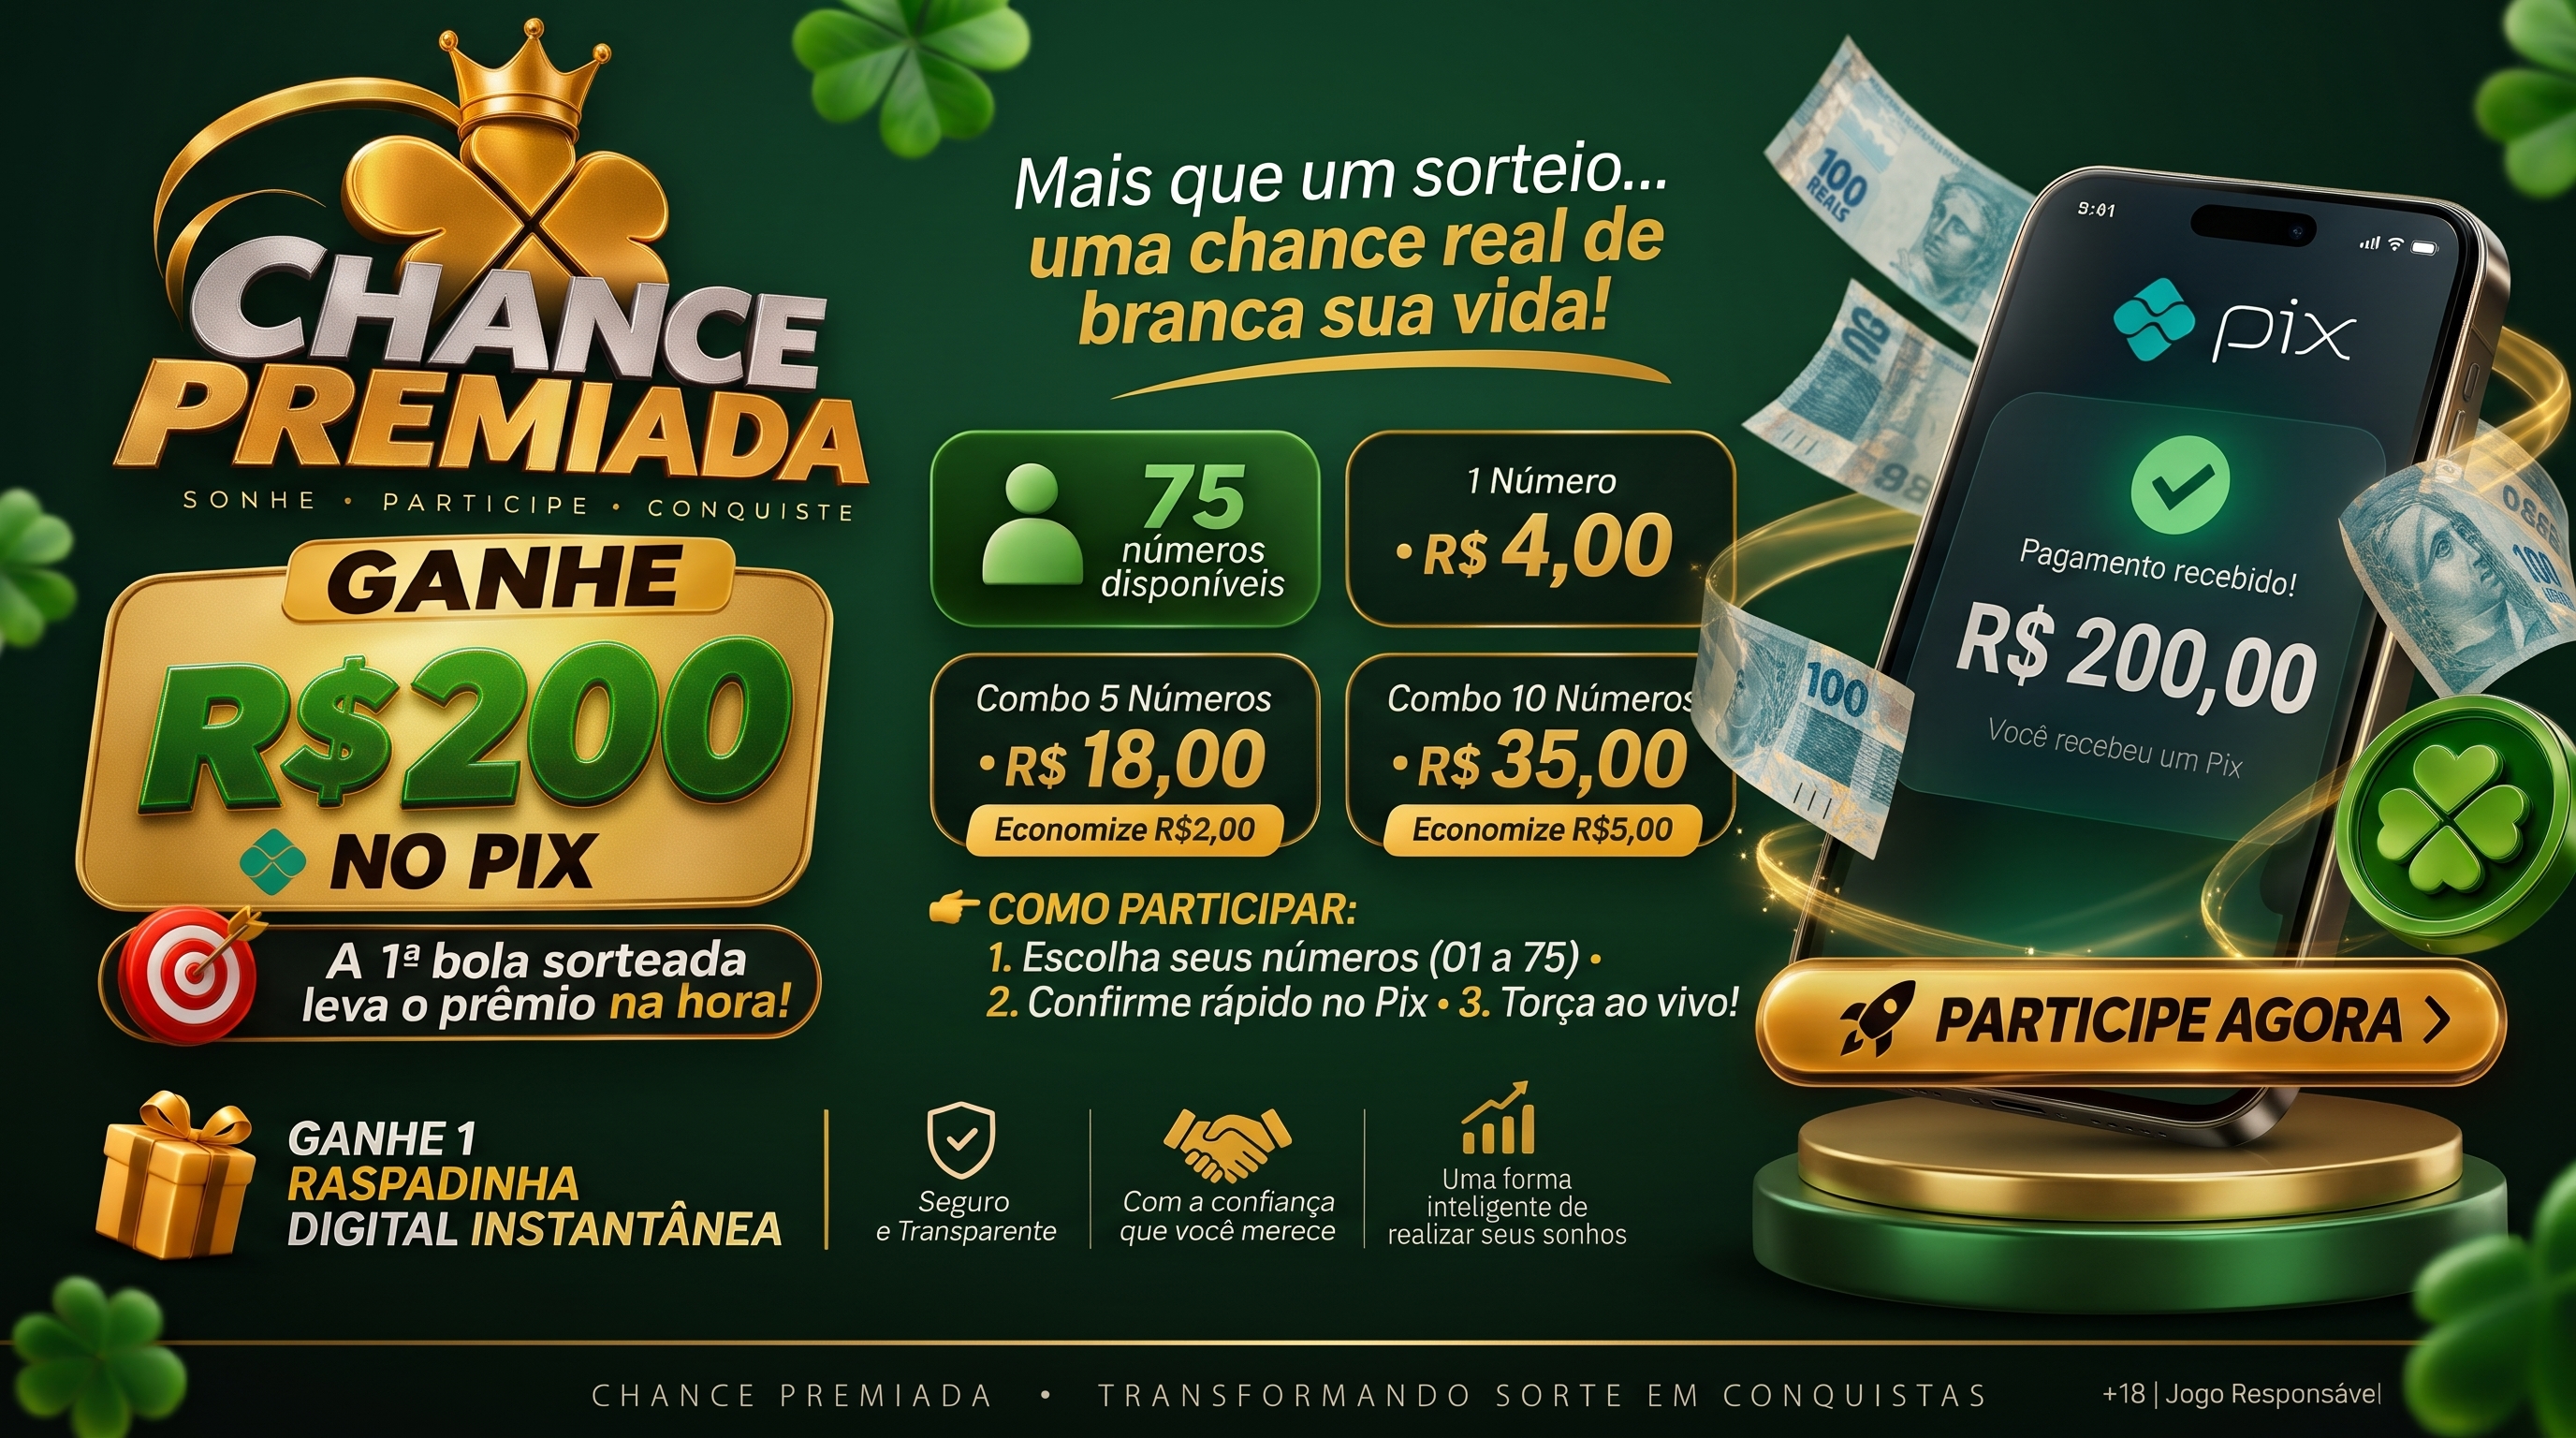 CHANCE
PREMIADA
SONHE • PARTICIPE • CONQUISTE
GANHE
R$200
NO PIX
A 1ª bola sorteada
leva o prêmio na hora!
GANHE 1
RASPADINHA
DIGITAL INSTANTÂNEA
Mais que um sorteio...
uma chance real de
branca sua vida!
75
números
disponíveis
1 Número
• R$ 4,00
Combo 5 Números
• R$ 18,00
Economize R$2,00
Combo 10 Números
• R$ 35,00
Economize R$5,00
COMO PARTICIPAR:
1. Escolha seus números (01 a 75) •
2. Confirme rápido no Pix • 3. Torça ao vivo!
Seguro
e Transparente
Com a confiança
que você merece
Uma forma
inteligente de
realizar seus sonhos
100
REAIS
9:01
pix
Pagamento recebido!
R$ 200,00
Você recebeu um Pix
100
100
PARTICIPE AGORA
CHANCE PREMIADA • TRANSFORMANDO SORTE EM CONQUISTAS
+18 | Jogo Responsável